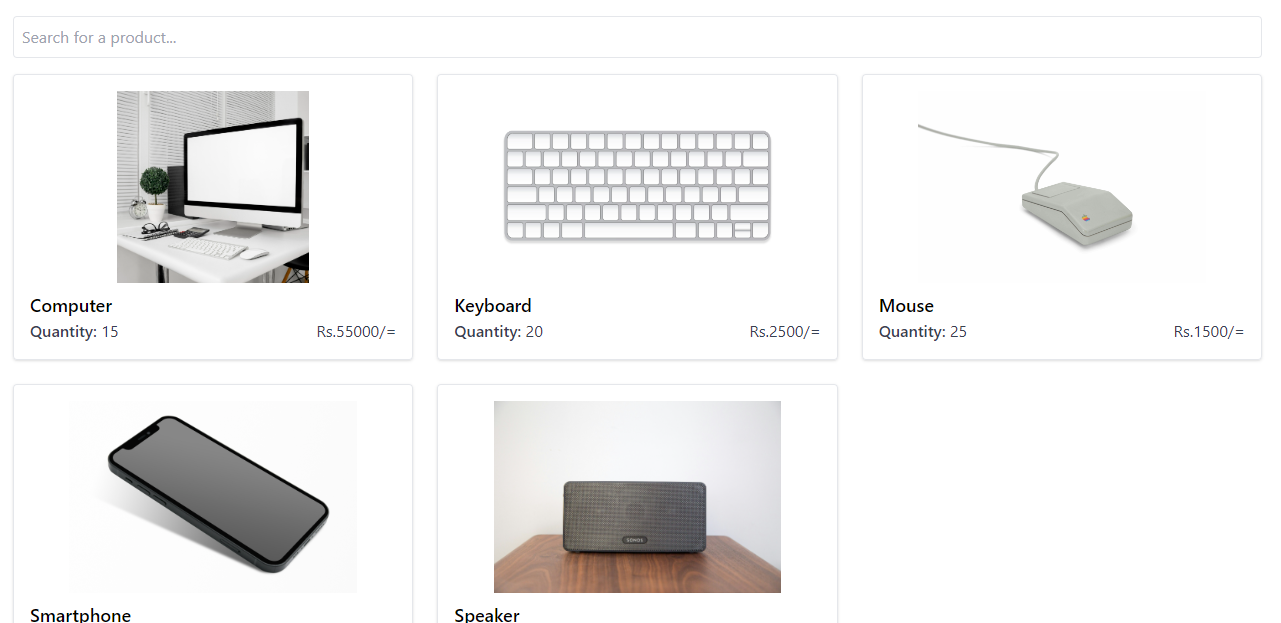 Search for a product...
Computer
Quantity: 15 Rs.55000/=
Keyboard
Quantity: 20 Rs.2500/=
Mouse
Quantity: 25 Rs.1500/=
Smartphone
SONOS
Speaker